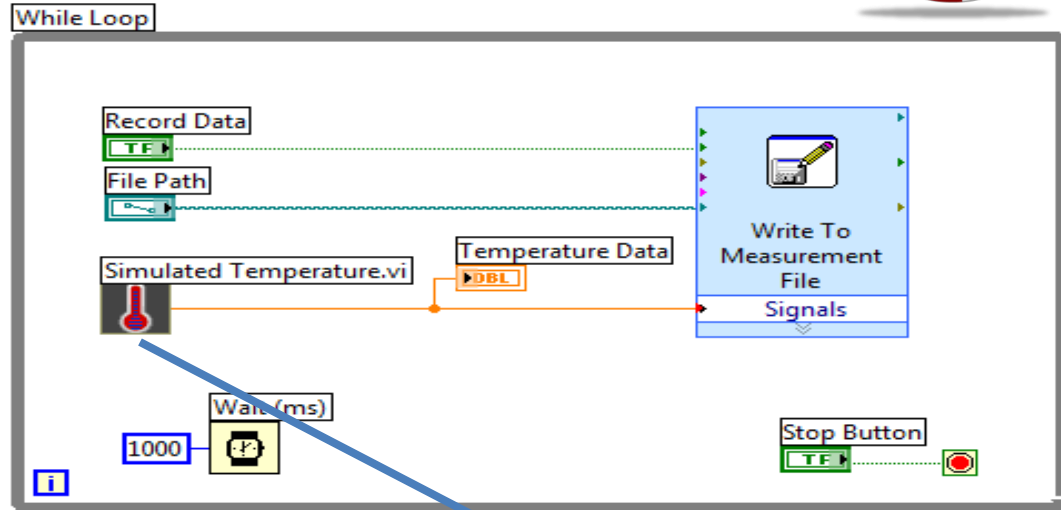 While Loop
Record Data
TF
File Path
Simulated Temperature.vi
Temperature Data
DBL
Write To
Measurement
File
Signals
Wait (ms)
1000
Stop Button
TF
i